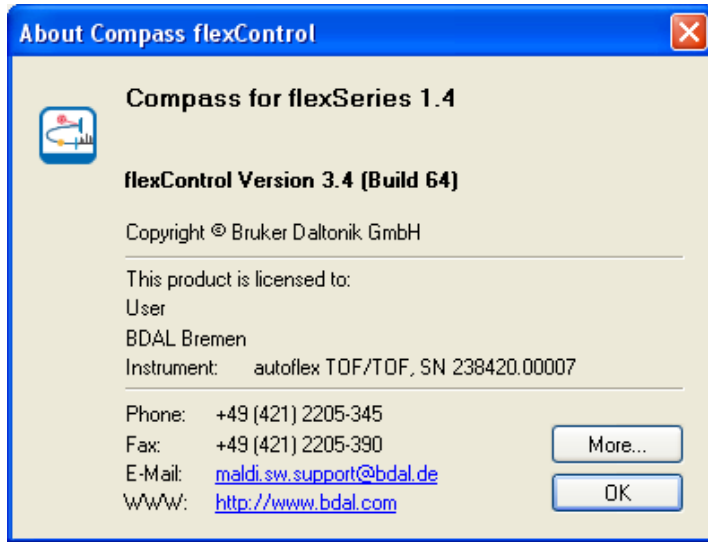 About Compass flexControl
Compass for flexSeries 1.4
flexControl Version 3.4 (Build 64)
Copyright © Bruker Daltonik GmbH
This product is licensed to:
User
BDAL Bremen
Instrument: autoflex TOF/TOF, SN 238420.00007
Phone: +49 (421) 2205-345
Fax: +49 (421) 2205-390
E-Mail: maldi.sw.support@bdal.de
WWW: http://www.bdal.com
More...
OK